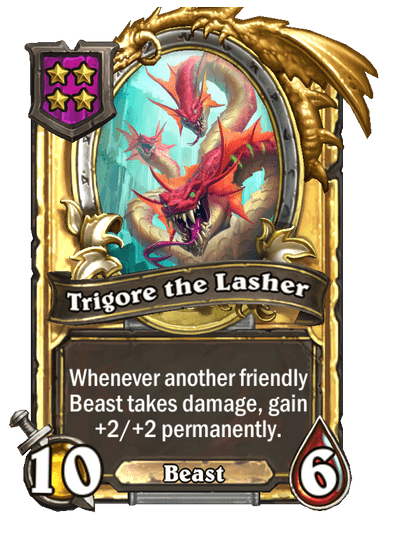 Trigore the Lasher
Whenever another friendly
Beast takes damage, gain
+2/+2 permanently.
10
Beast
6